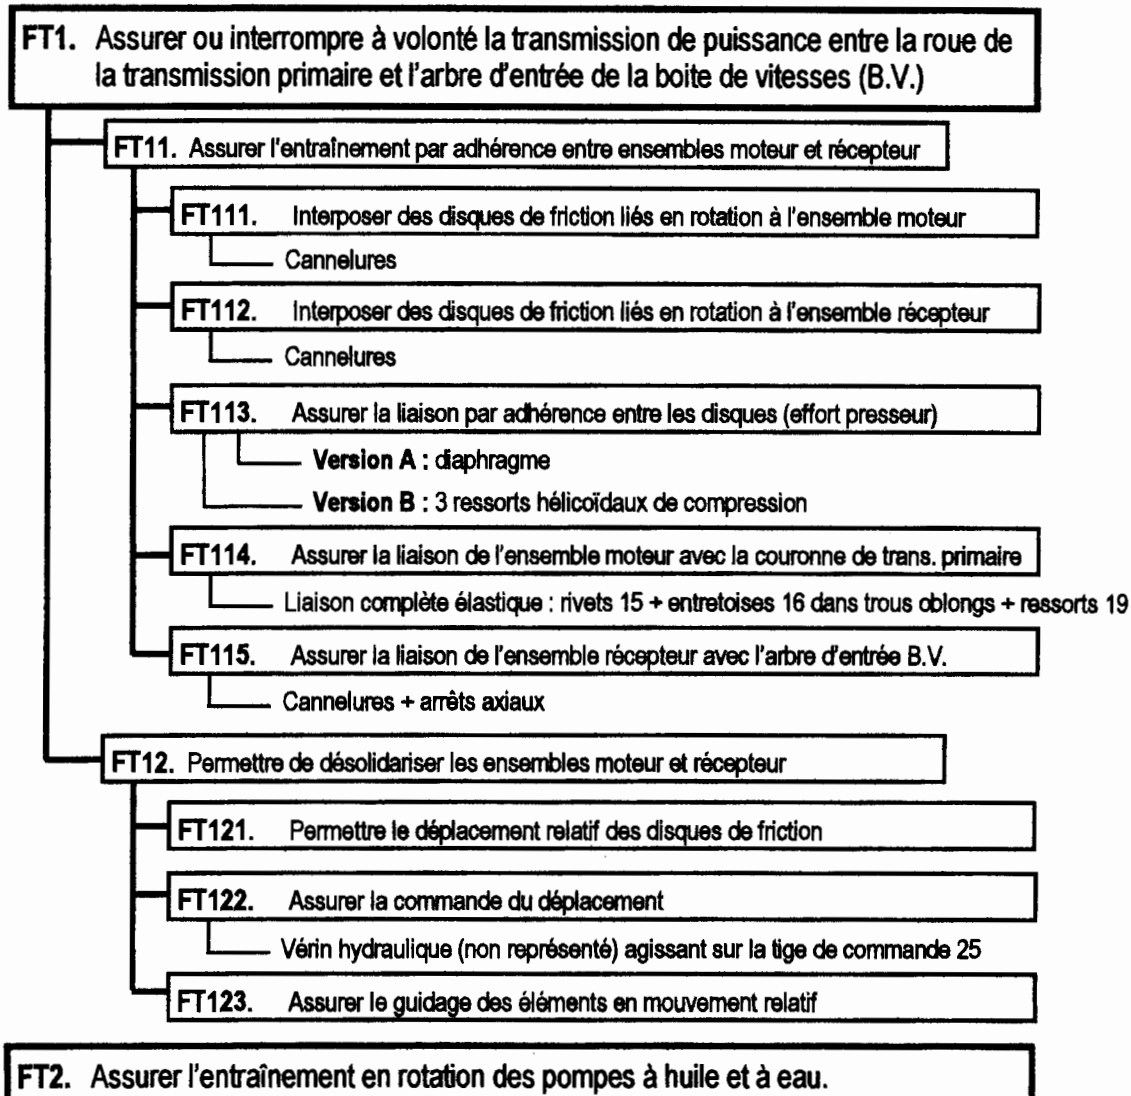 FT1. Assurer ou interrompre à volonté la transmission de puissance entre la roue de
la transmission primaire et l'arbre d'entrée de la boite de vitesses (B.V.)
FT11. Assurer l'entraînement par adhérence entre ensembles moteur et récepteur
FT111. Interposer des disques de friction liés en rotation à l'ensemble moteur
Cannelures
FT112. Interposer des disques de friction liés en rotation à l'ensemble récepteur
Cannelures
FT113. Assurer la liaison par adhérence entre les disques (effort presseur)
Version A : diaphragme
Version B : 3 ressorts hélicoïdaux de compression
FT114. Assurer la liaison de l'ensemble moteur avec la couronne de trans. primaire
Liaison complète élastique : rivets 15 + entretoises 16 dans trous oblongs + ressorts 19
FT115. Assurer la liaison de l'ensemble récepteur avec l'arbre d'entrée B.V.
Cannelures + arrêts axiaux
FT12. Permettre de désolidariser les ensembles moteur et récepteur
FT121. Permettre le déplacement relatif des disques de friction
FT122. Assurer la commande du déplacement
Vérin hydraulique (non représenté) agissant sur la tige de commande 25
FT123. Assurer le guidage des éléments en mouvement relatif
FT2. Assurer l'entraînement en rotation des pompes à huile et à eau.